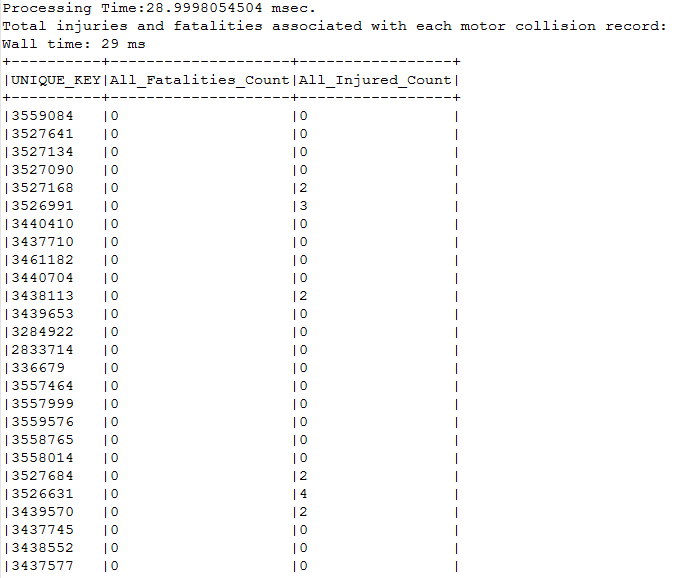 Processing Time:28.9998054504 msec.
Total injuries and fatalities associated with each motor collision record:
Wall time: 29 ms
+----------+--------------------+-----------------+
|UNIQUE_KEY|All_Fatalities_Count|All_Injured_Count|
+----------+--------------------+-----------------+
|3559084   |0                   |0                |
|3527641   |0                   |0                |
|3527134   |0                   |0                |
|3527090   |0                   |0                |
|3527168   |0                   |2                |
|3526991   |0                   |3                |
|3440410   |0                   |0                |
|3437710   |0                   |0                |
|3461182   |0                   |0                |
|3440704   |0                   |0                |
|3438113   |0                   |2                |
|3439653   |0                   |0                |
|3284922   |0                   |0                |
|2833714   |0                   |0                |
|336679    |0                   |0                |
|3557464   |0                   |0                |
|3557999   |0                   |0                |
|3559576   |0                   |0                |
|3558765   |0                   |0                |
|3558014   |0                   |0                |
|3527684   |0                   |2                |
|3526631   |0                   |4                |
|3439570   |0                   |2                |
|3437745   |0                   |0                |
|3438552   |0                   |0                |
|3437577   |0                   |0                |